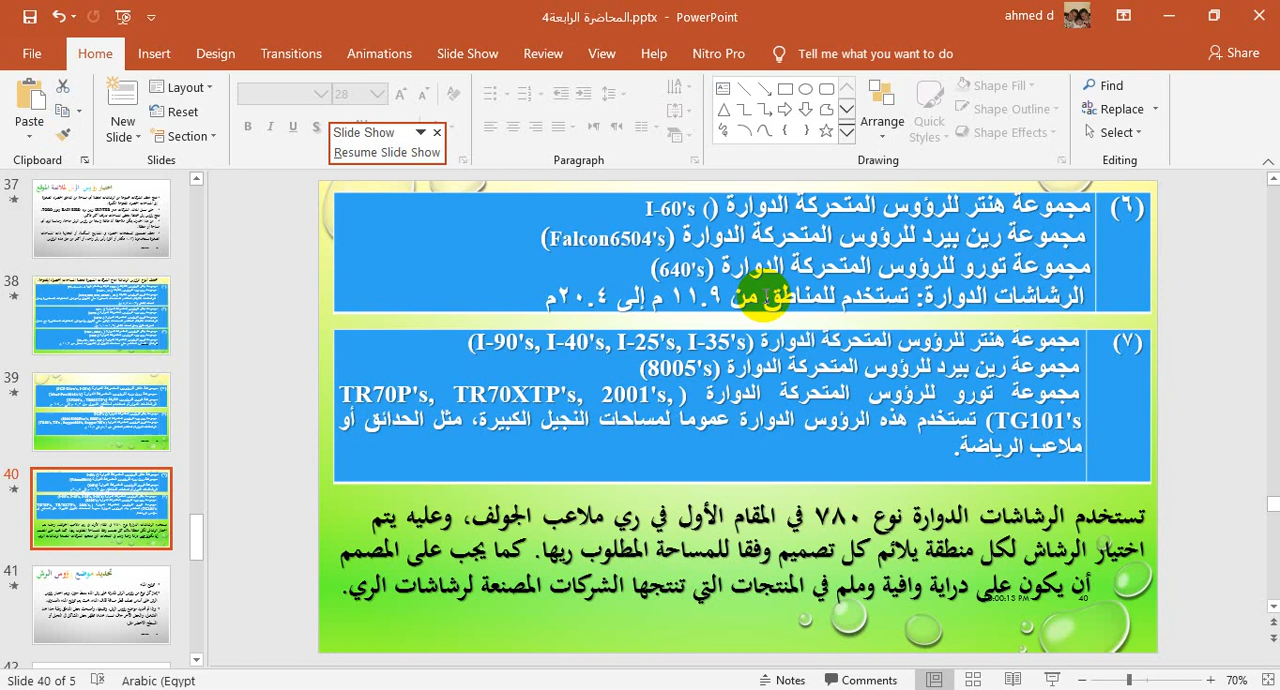 المحاضرة الرابعة4.pptx - PowerPoint
ahmed d
File
Home
Insert
Design
Transitions
Animations
Slide Show
Review
View
Help
Nitro Pro
Tell me what you want to do
Share
Paste
New Slide
Layout
Reset
Section
28
B I U S
Slide Show
Resume Slide Show
Arrange
Quick Styles
Shape Fill
Shape Outline
Shape Effects
Find
Replace
Select
Clipboard
Slides
Paragraph
Drawing
Editing
37
38
39
40
41
42
(٦)
مجموعة هنتر للرؤوس المتحركة الدوارة () I-60's
مجموعة رين بيرد للرؤوس المتحركة الدوارة (Falcon6504's)
مجموعة تورو للرؤوس المتحركة الدوارة (640's)
الرشاشات الدوارة: تستخدم للمناطق من ١١.٩ م إلى ٢٠.٤م
(٧)
مجموعة هنتر للرؤوس المتحركة الدوارة (I-90's, I-40's, I-25's, I-35's)
مجموعة رين بيرد للرؤوس المتحركة الدوارة (8005's)
مجموعة تورو للرؤوس المتحركة الدوارة ( TR70P's, TR70XTP's, 2001's,
TG101's) تستخدم هذه الرووس الدوارة عموما لمساحات النجيل الكبيرة، مثل الحدائق أو
ملاعب الرياضة.
تستخدم الرشاشات الدوارة نوع ٧٨٠ في المقام الأول في ري ملاعب الجولف، وعليه يتم
اختيار الرشاش لكل منطقة يلائم كل تصميم وفقا للمساحة المطلوب ريها. كما يجب على المصمم
أن يكون على دراية وافية وملم في المنتجات التي تنتجها الشركات المصنعة لرشاشات الري.
40
Slide 40 of 5
Arabic (Egypt
Notes
Comments
70%